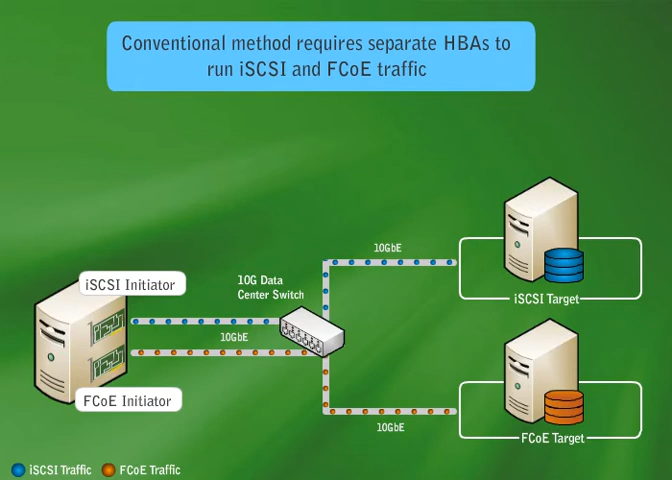 Conventional method requires separate HBAs to
run iSCSI and FCoE traffic
10GbE
10G Data
Center Switch
iSCSI Initiator
iSCSI Target
10GbE
FCoE Initiator
10GbE
FCoE Target
iSCSI Traffic FCoE Traffic